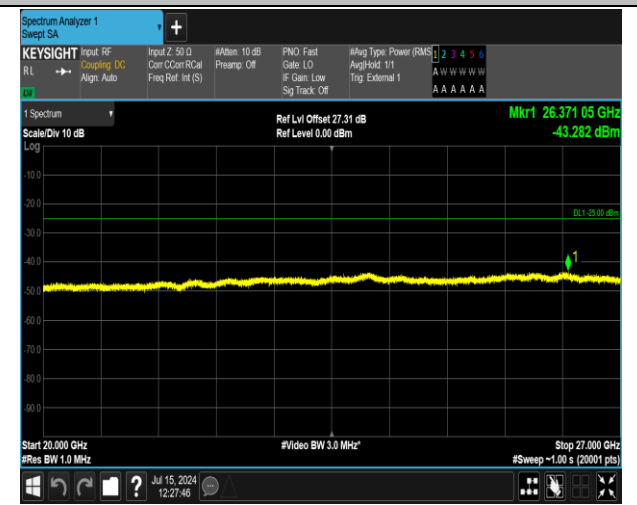 Spectrum Analyzer 1
Swept SA
KEYSIGHT
RL
Input: RF
Coupling: DC
Align: Auto
Input Z: 50 Ω
Corr CCorr RCal
Freq Ref: Int (S)
#Atten: 10 dB
Preamp: Off
PNO: Fast
Gate: LO
IF Gain: Low
Sig Track: Off
#Avg Type: Power (RMS
Avg|Hold: 1/1
Trig: External 1
1 2 3 4 5 6
A W W W W W
A A A A A A
1 Spectrum
Scale/Div 10 dB
Log
Ref Lvl Offset 27.31 dB
Ref Level 0.00 dBm
Mkr1 26.371 05 GHz
-43.282 dBm
-10.0
-20.0
DL1 -25.00 dBm
-30.0
-40.0
1
-50.0
-60.0
-70.0
-80.0
-90.0
Start 20.000 GHz
#Res BW 1.0 MHz
#Video BW 3.0 MHz*
Stop 27.000 GHz
#Sweep ~1.00 s (20001 pts)
Jul 15, 2024
12:27:46